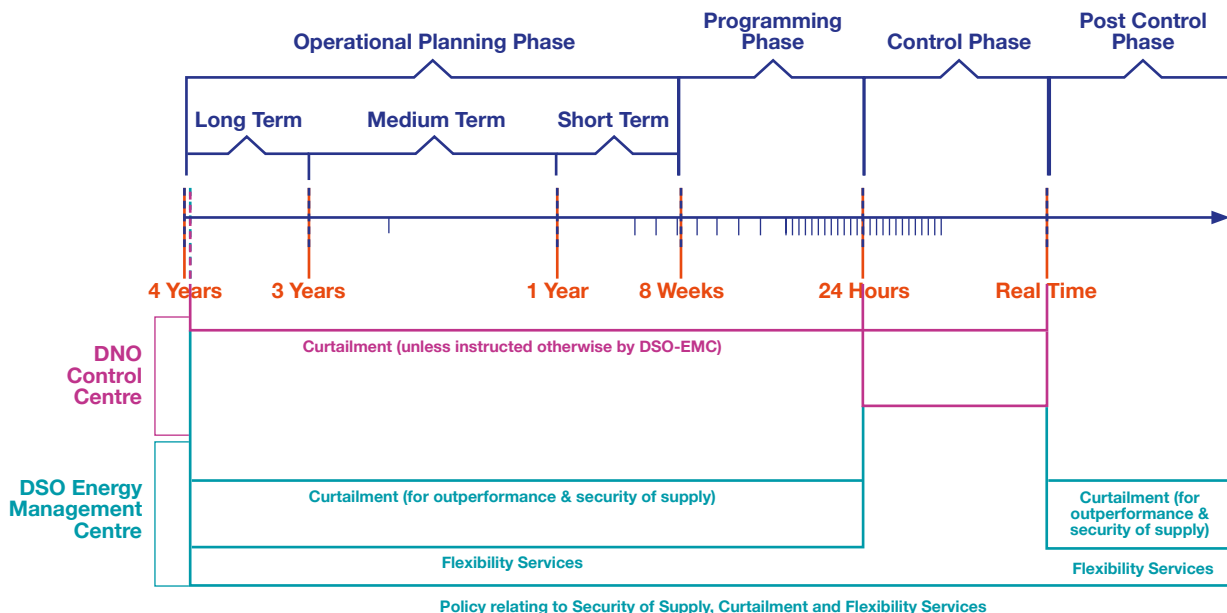 Operational Planning Phase
Programming
Phase
Control Phase
Post Control
Phase
Long Term
Medium Term
Short Term
4 Years
3 Years
1 Year
8 Weeks
24 Hours
Real Time
DNO
Control
Centre
Curtailment (unless instructed otherwise by DSO-EMC)
DSO Energy
Management
Centre
Curtailment (for outperformance & security of supply)
Curtailment (for
outperformance &
security of supply)
Flexibility Services
Flexibility Services
Policy relating to Security of Supply, Curtailment and Flexibility Services